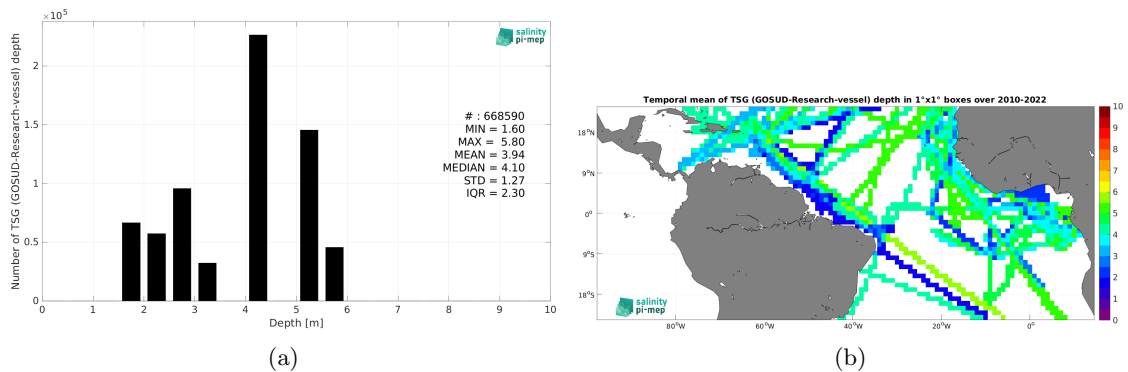 ×10⁵
Number of TSG (GOSUD-Research-vessel) depth
2
1.5
1
0.5
0
0 1 2 3 4 5 6 7 8 9 10
Depth [m]
salinity
pi-mep
# : 668590
MIN = 1.60
MAX = 5.80
MEAN = 3.94
MEDIAN = 4.10
STD = 1.27
IQR = 2.30
(a)
Temporal mean of TSG (GOSUD-Research-vessel) depth in 1°x1° boxes over 2010-2022
18°N
9°N
0°
9°S
18°S
80°W 60°W 40°W 20°W 0°
salinity
pi-mep
10
9
8
7
6
5
4
3
2
1
0
(b)